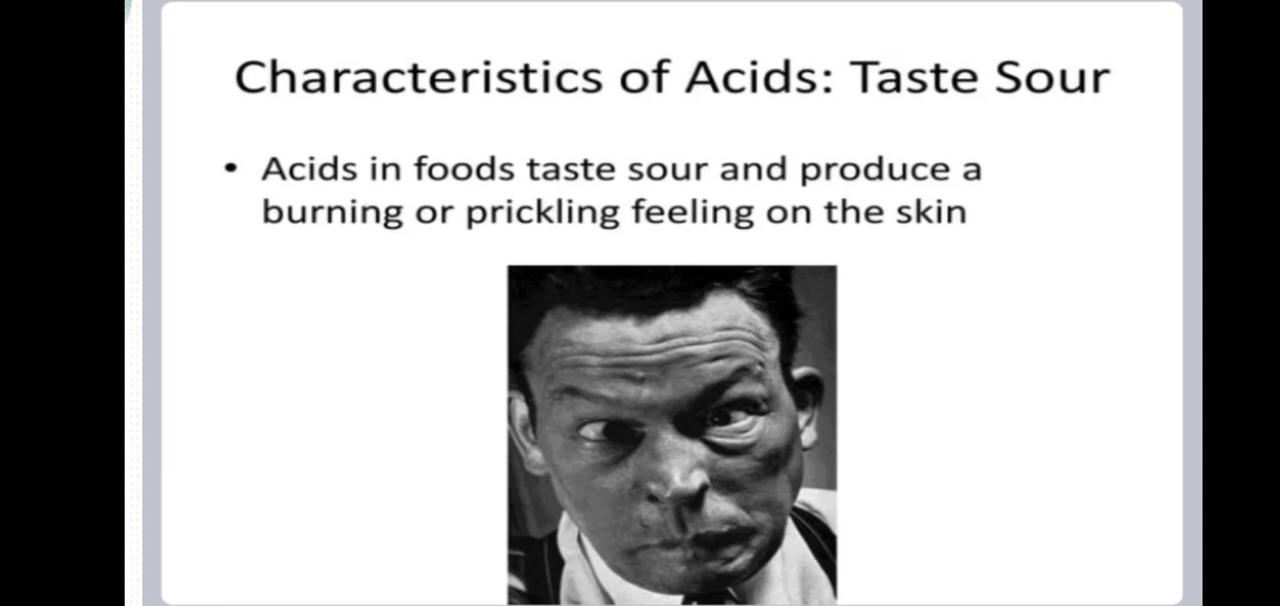 Characteristics of Acids: Taste Sour
• Acids in foods taste sour and produce a
burning or prickling feeling on the skin